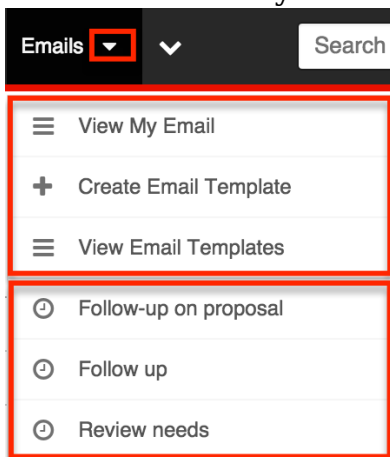 Emails
Search
View My Email
Create Email Template
View Email Templates
Follow-up on proposal
Follow up
Review needs